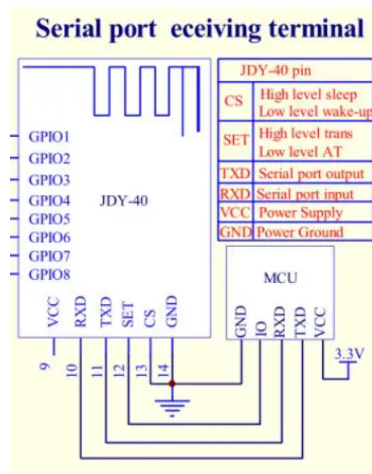 Serial port  eceiving terminal
JDY-40 pin
CS
High level sleep
Low level wake-up
SET
High level trans
Low level AT
TXD Serial port output
RXD Serial port input
VCC Power Supply
GND Power Ground
GPIO1
GPIO2
GPIO3
GPIO4
GPIO5
GPIO6
GPIO7
GPIO8
JDY-40
VCC
RXD
TXD
SET
CS
GND
9
10
11
12
13
14
MCU
GND
IO
RXD
TXD
VCC
3.3V